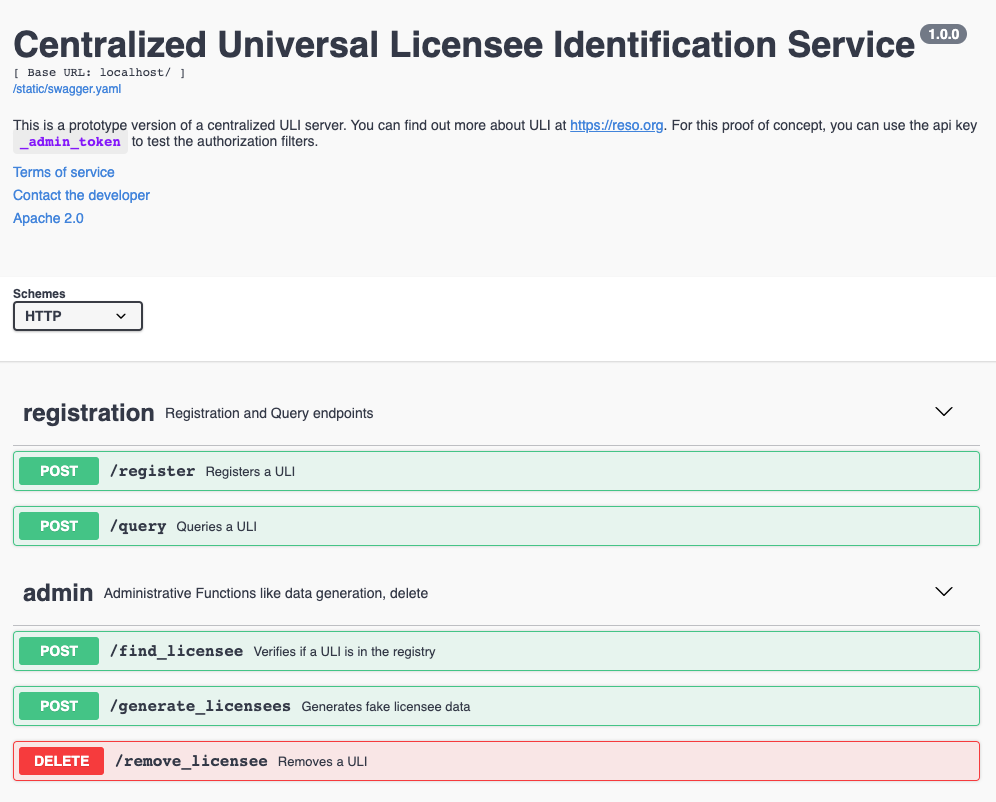 Centralized Universal Licensee Identification Service 1.0.0
[ Base URL: localhost/ ]
/static/swagger.yaml
This is a prototype version of a centralized ULI server. You can find out more about ULI at https://reso.org. For this proof of concept, you can use the api key
_admin_token to test the authorization filters.
Terms of service
Contact the developer
Apache 2.0
Schemes
HTTP
registration Registration and Query endpoints
POST /register Registers a ULI
POST /query Queries a ULI
admin Administrative Functions like data generation, delete
POST /find_licensee Verifies if a ULI is in the registry
POST /generate_licensees Generates fake licensee data
DELETE /remove_licensee Removes a ULI